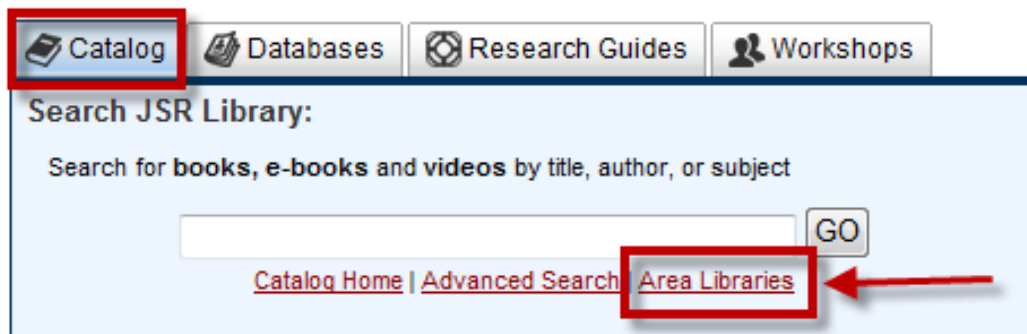 Catalog Databases Research Guides Workshops
Search JSR Library:
Search for books, e-books and videos by title, author, or subject
GO
Catalog Home | Advanced Search | Area Libraries